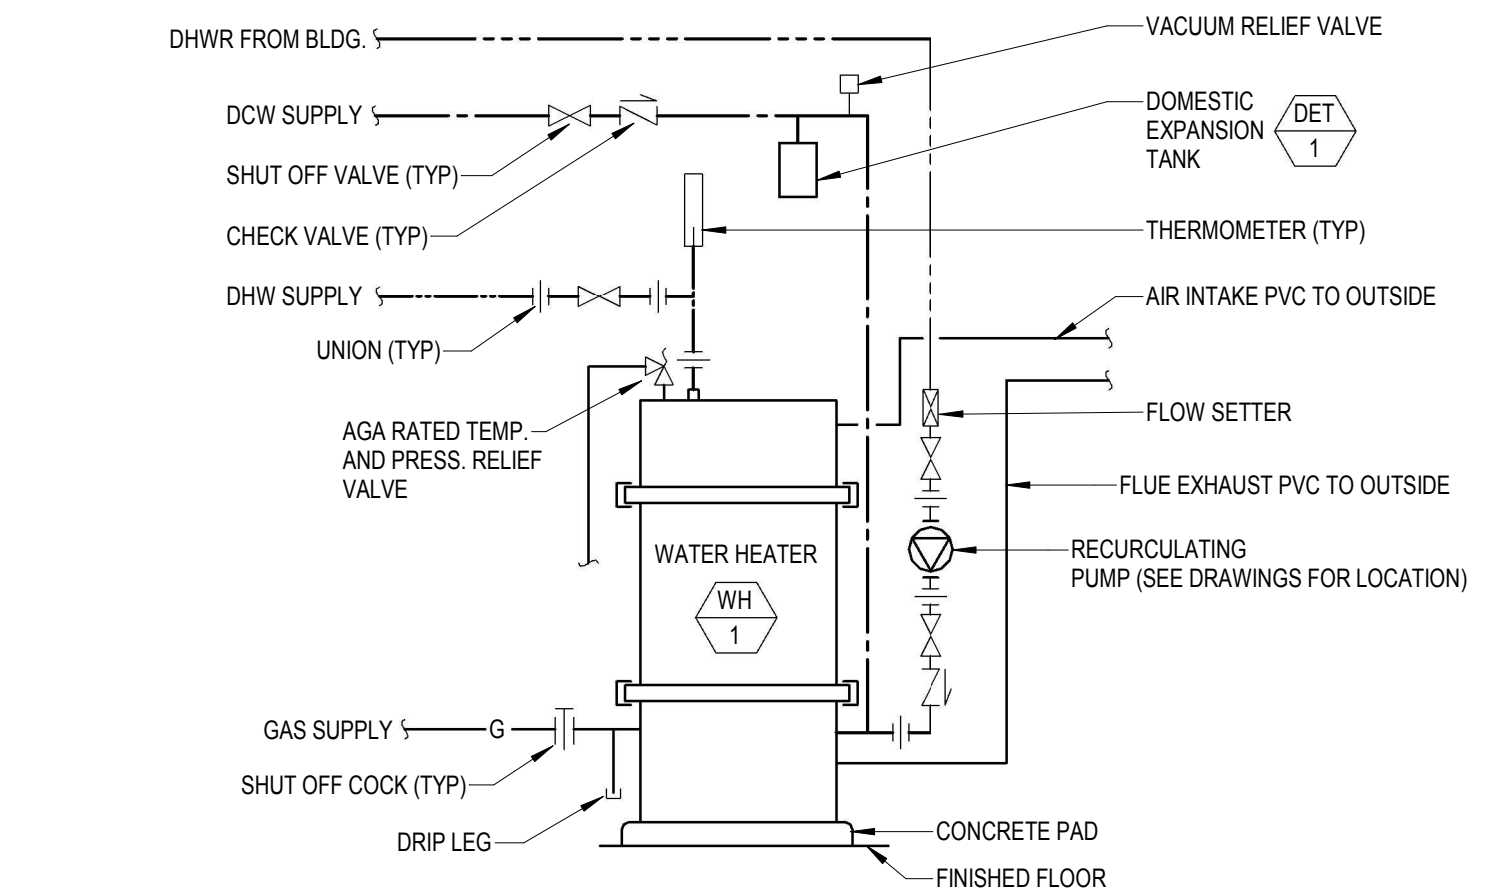 VACUUM RELIEF VALVE
DHWR FROM BLDG.
DCW SUPPLY
DOMESTIC
EXPANSION
TANK
DET
1
SHUT OFF VALVE (TYP)
CHECK VALVE (TYP)
THERMOMETER (TYP)
DHW SUPPLY
AIR INTAKE PVC TO OUTSIDE
UNION (TYP)
FLOW SETTER
AGA RATED TEMP.
AND PRESS. RELIEF
VALVE
FLUE EXHAUST PVC TO OUTSIDE
WATER HEATER
WH
1
RECURCULATING
PUMP (SEE DRAWINGS FOR LOCATION)
GAS SUPPLY
G
SHUT OFF COCK (TYP)
DRIP LEG
CONCRETE PAD
FINISHED FLOOR